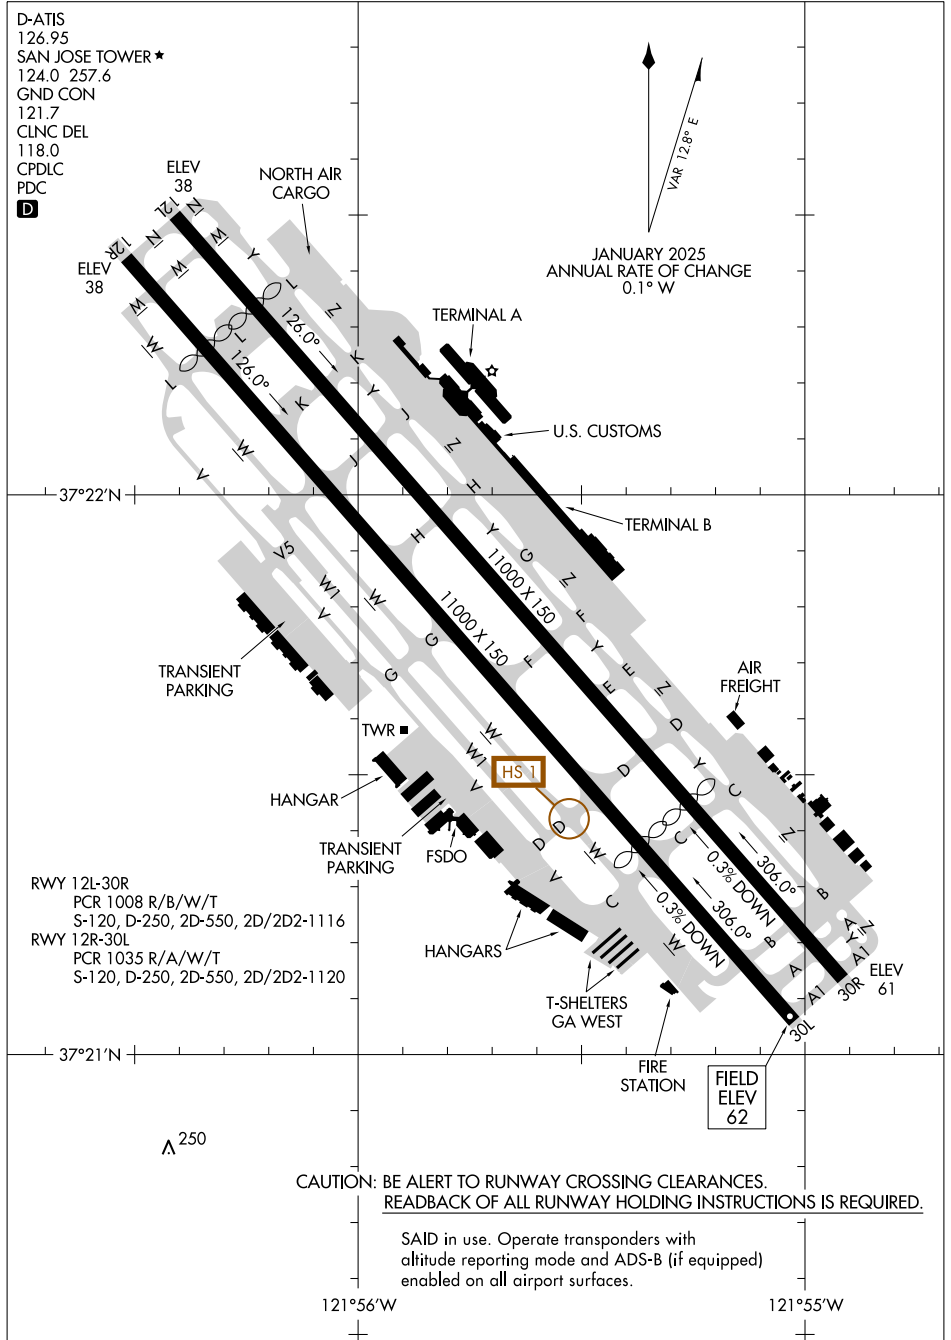 D-ATIS
126.95
SAN JOSE TOWER ★
124.0 257.6
GND CON
121.7
CLNC DEL
118.0
CPDLC
PDC
D
VAR 12.8° E
JANUARY 2025
ANNUAL RATE OF CHANGE
0.1° W
ELEV
38
12L
N
W
Y
N
W
12R
ELEV
38
W
W
L
NORTH AIR
CARGO
L
L
Z
126.0°
126.0°
K
K
Y
J
J
Z
TERMINAL A
U.S. CUSTOMS
W
V
37°22'N
H
H
Y
G
Z
TERMINAL B
V5
W1
W
V
11000 X 150
11000 X 150
F
F
Y
G
G
E
E
Z
TRANSIENT
PARKING
AIR
FREIGHT
TWR
W
W1
V
D
D
Y
C
Z
HS 1
HANGAR
TRANSIENT
PARKING
FSDO
D
D
W
V
C
C
0.3% DOWN
306.0°
0.3% DOWN
306.0°
B
B
A
Z
Y
A1
A
A1
W
30R
ELEV
61
30L
RWY 12L-30R
PCR 1008 R/B/W/T
S-120, D-250, 2D-550, 2D/2D2-1116
RWY 12R-30L
PCR 1035 R/A/W/T
S-120, D-250, 2D-550, 2D/2D2-1120
HANGARS
T-SHELTERS
GA WEST
FIRE
STATION
37°21'N
FIELD
ELEV
62
250
CAUTION: BE ALERT TO RUNWAY CROSSING CLEARANCES.
READBACK OF ALL RUNWAY HOLDING INSTRUCTIONS IS REQUIRED.
SAID in use. Operate transponders with
altitude reporting mode and ADS-B (if equipped)
enabled on all airport surfaces.
121°56'W
121°55'W